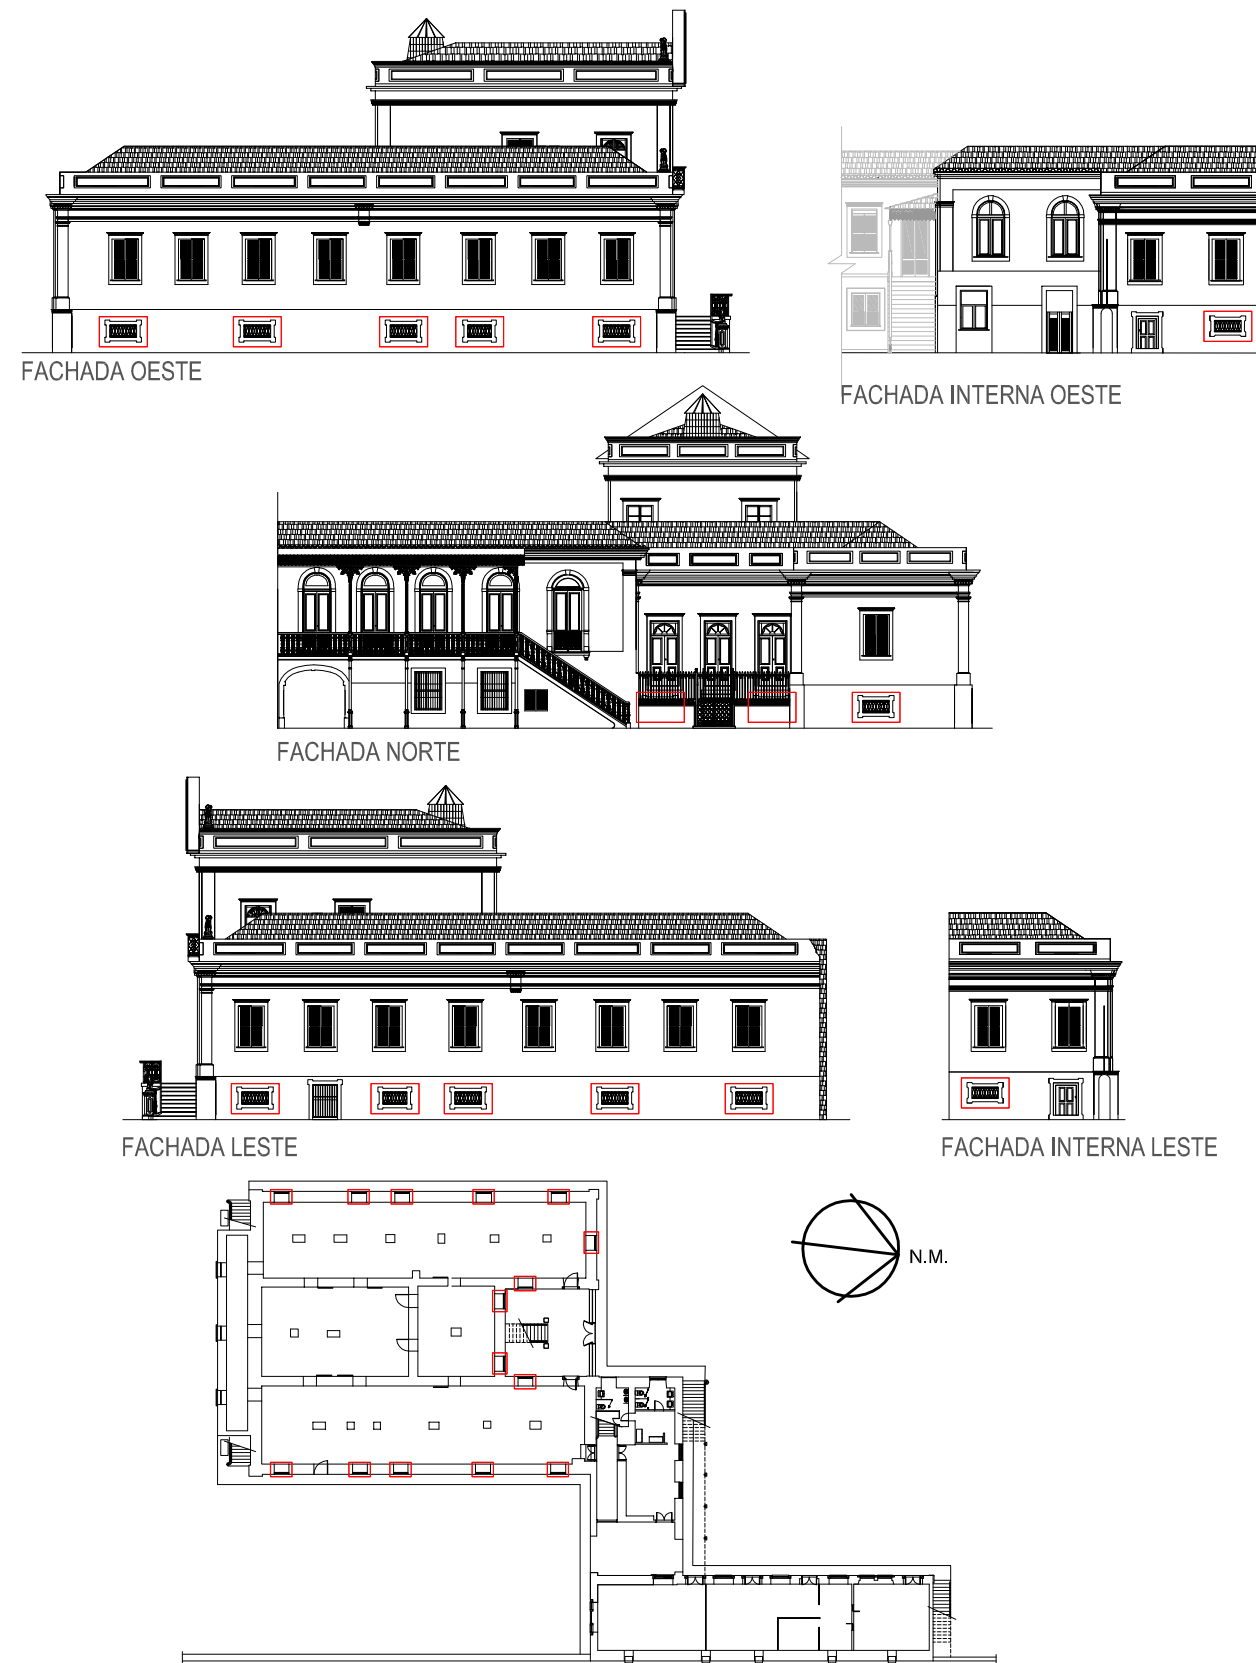 FACHADA OESTE
FACHADA INTERNA OESTE
FACHADA NORTE
FACHADA LESTE
FACHADA INTERNA LESTE
N.M.